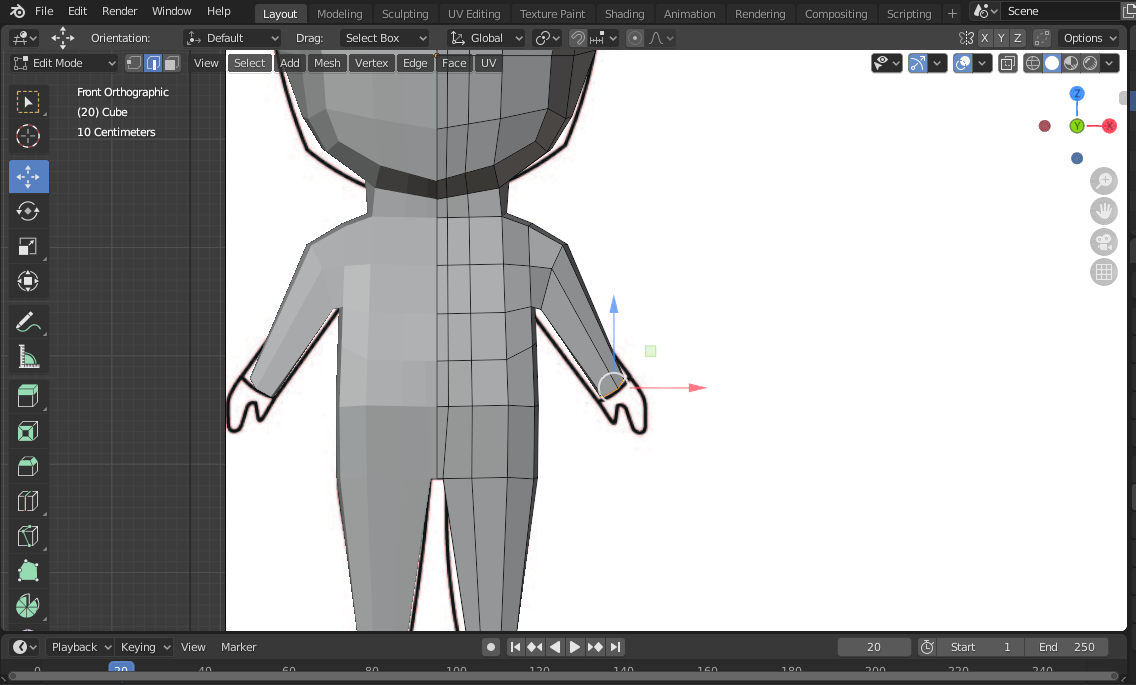 File Edit Render Window Help Layout Modeling Sculpting UV Editing Texture Paint Shading Animation Rendering Compositing Scripting + Scene
Orientation: Default Drag: Select Box Global X Y Z Options
Edit Mode View Select Add Mesh Vertex Edge Face UV
Front Orthographic
(20) Cube
10 Centimeters
Z
Y
X
Playback Keying View Marker 20 Start 1 End 250
0 20 40 60 80 100 120 140 160 180 200 220 240